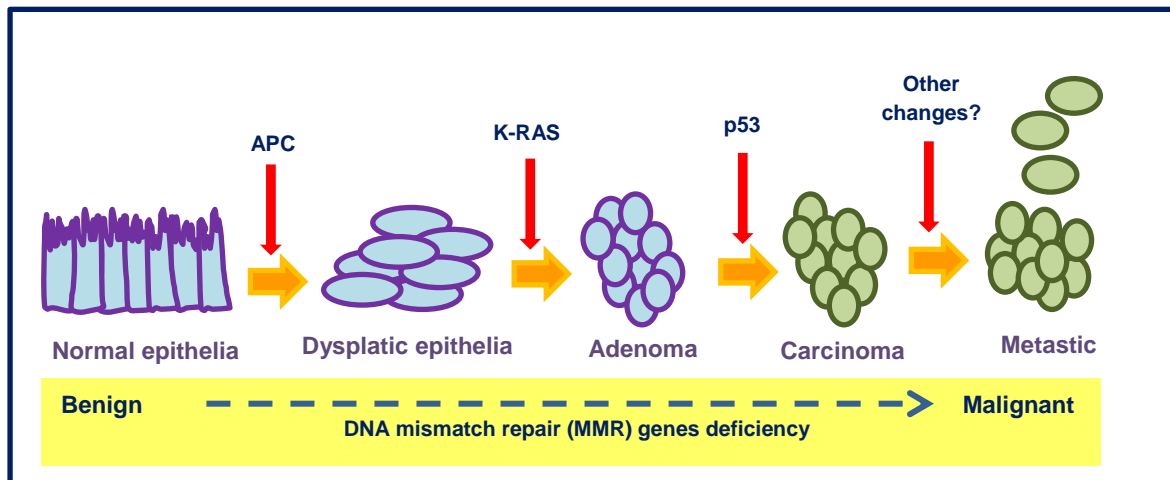 APC
K-RAS
p53
Other
changes?
Normal epithelia
Dysplatic epithelia
Adenoma
Carcinoma
Metastic
Benign
Malignant
DNA mismatch repair (MMR) genes deficiency